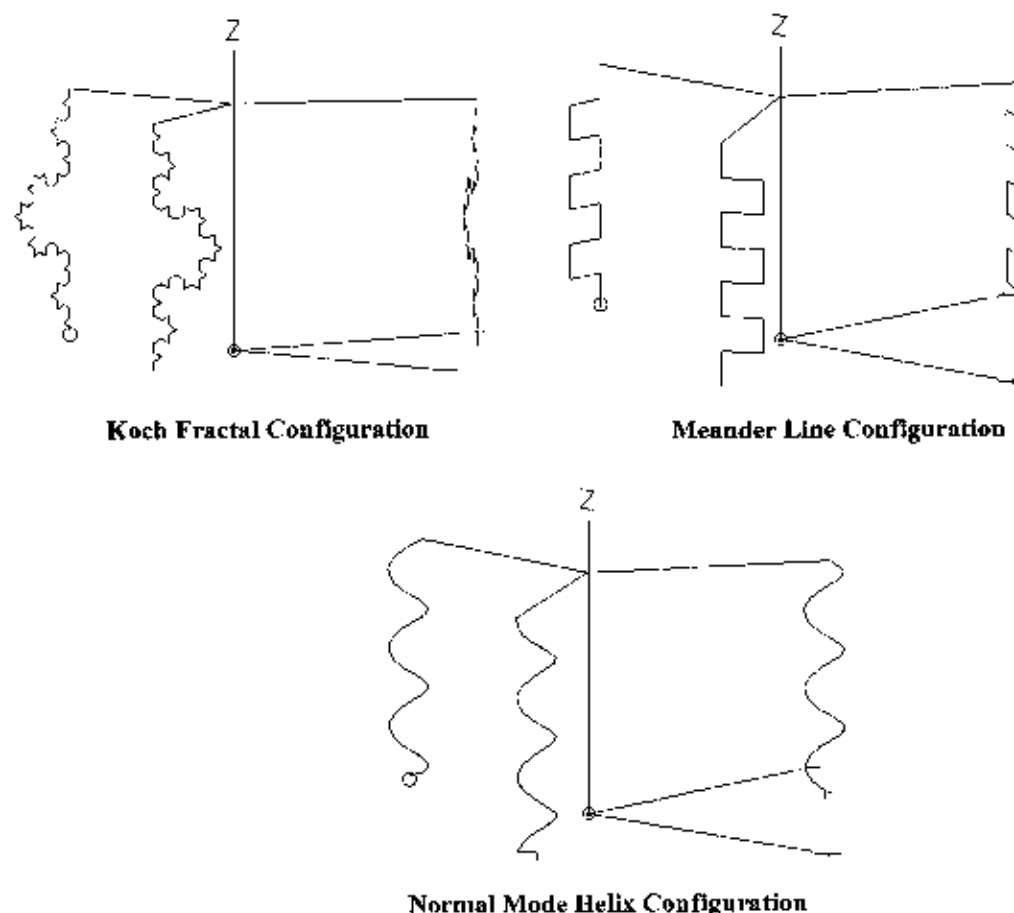 Z
Z
Koch Fractal Configuration
Meander Line Configuration
Z
Normal Mode Helix Configuration